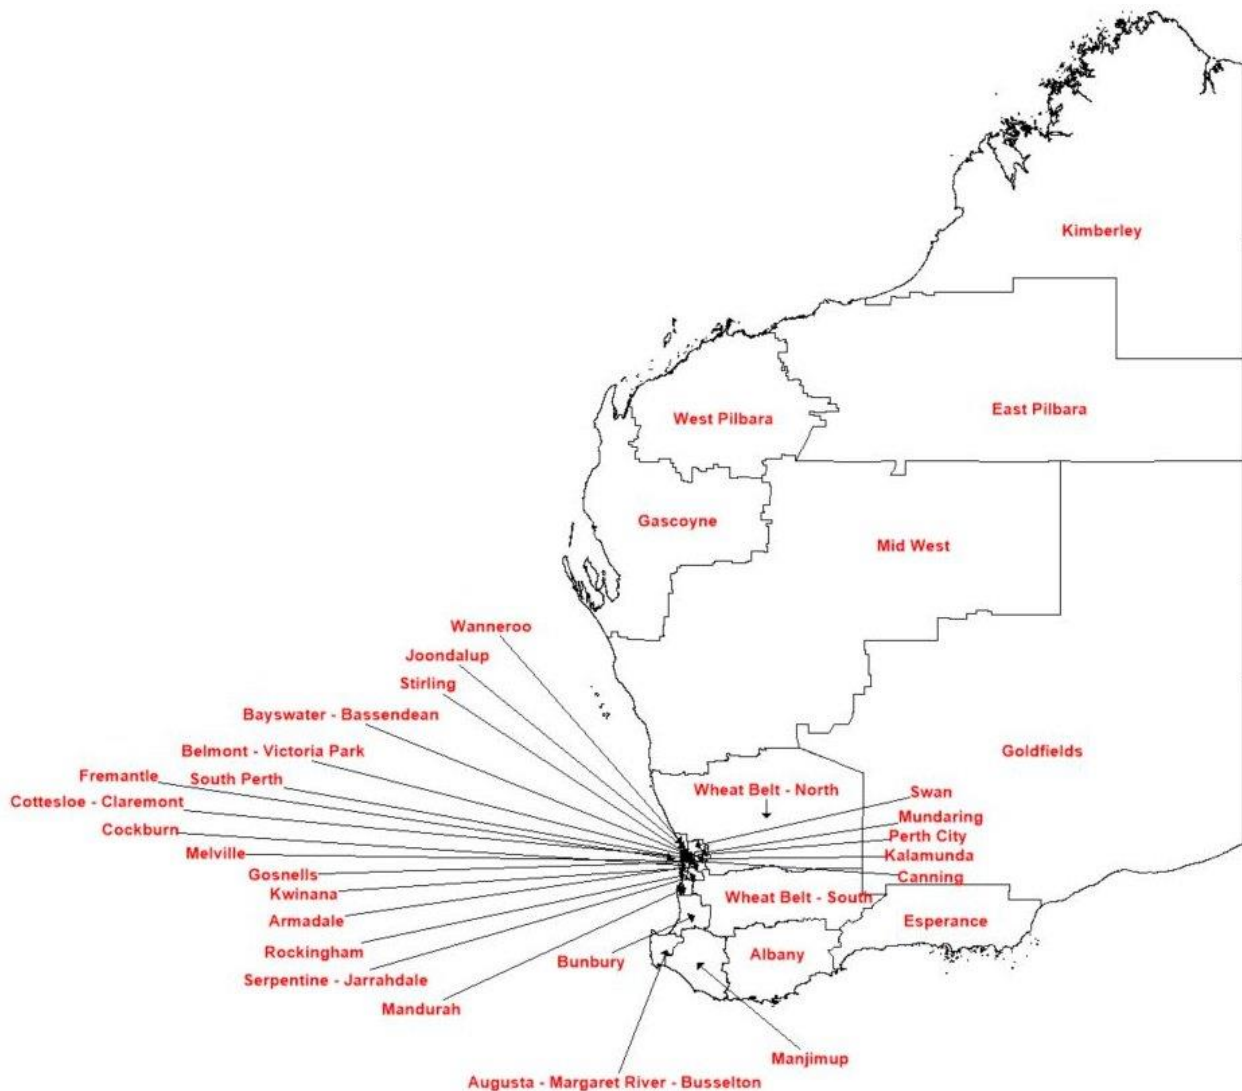 Kimberley
East Pilbara
West Pilbara
Gascoyne
Mid West
Wanneroo
Joondalup
Stirling
Bayswater - Bassendean
Belmont - Victoria Park
Goldfields
Fremantle
South Perth
Wheat Belt - North
Swan
Cottesloe - Claremont
Mundaring
Cockburn
Perth City
Melville
Kalamunda
Gosnells
Canning
Kwinana
Wheat Belt - South
Armadale
Esperance
Rockingham
Albany
Bunbury
Serpentine - Jarrahdale
Mandurah
Manjimup
Augusta - Margaret River - Busselton